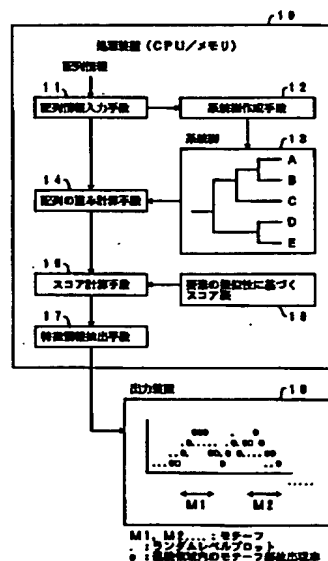 10
処理装置(CPU/メモリ)
配列情報
11
配列情報入力手段
12
系統樹作成手段
系統樹
13
A
B
C
D
E
14
配列の重み計算手段
16
スコア計算手段
要素の類似性に基づく
スコア表
17
特徴情報抽出手段
出力装置
M1
M2
M1, M2...: モチーフ
.: ランダムレベルプロット